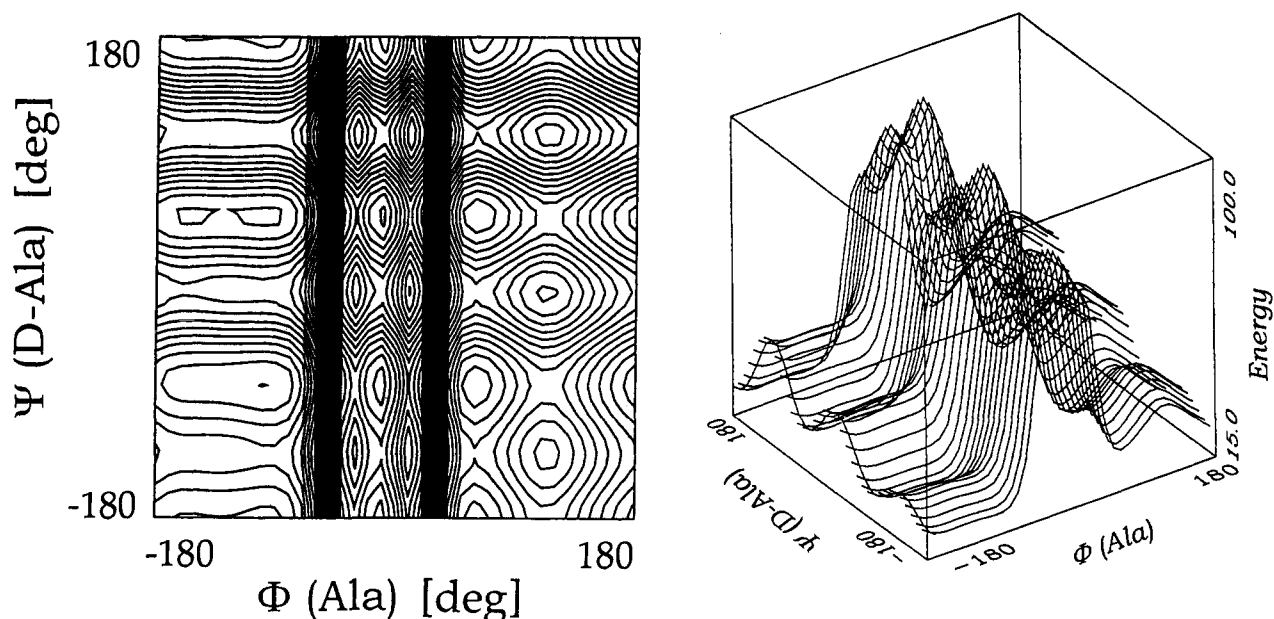 180
Ψ (D-Ala) [deg]
-180
-180
180
Φ (Ala) [deg]
100.0
Energy
15.0
180
Ψ (D-Ala)
-180
-180
Φ (Ala)
180